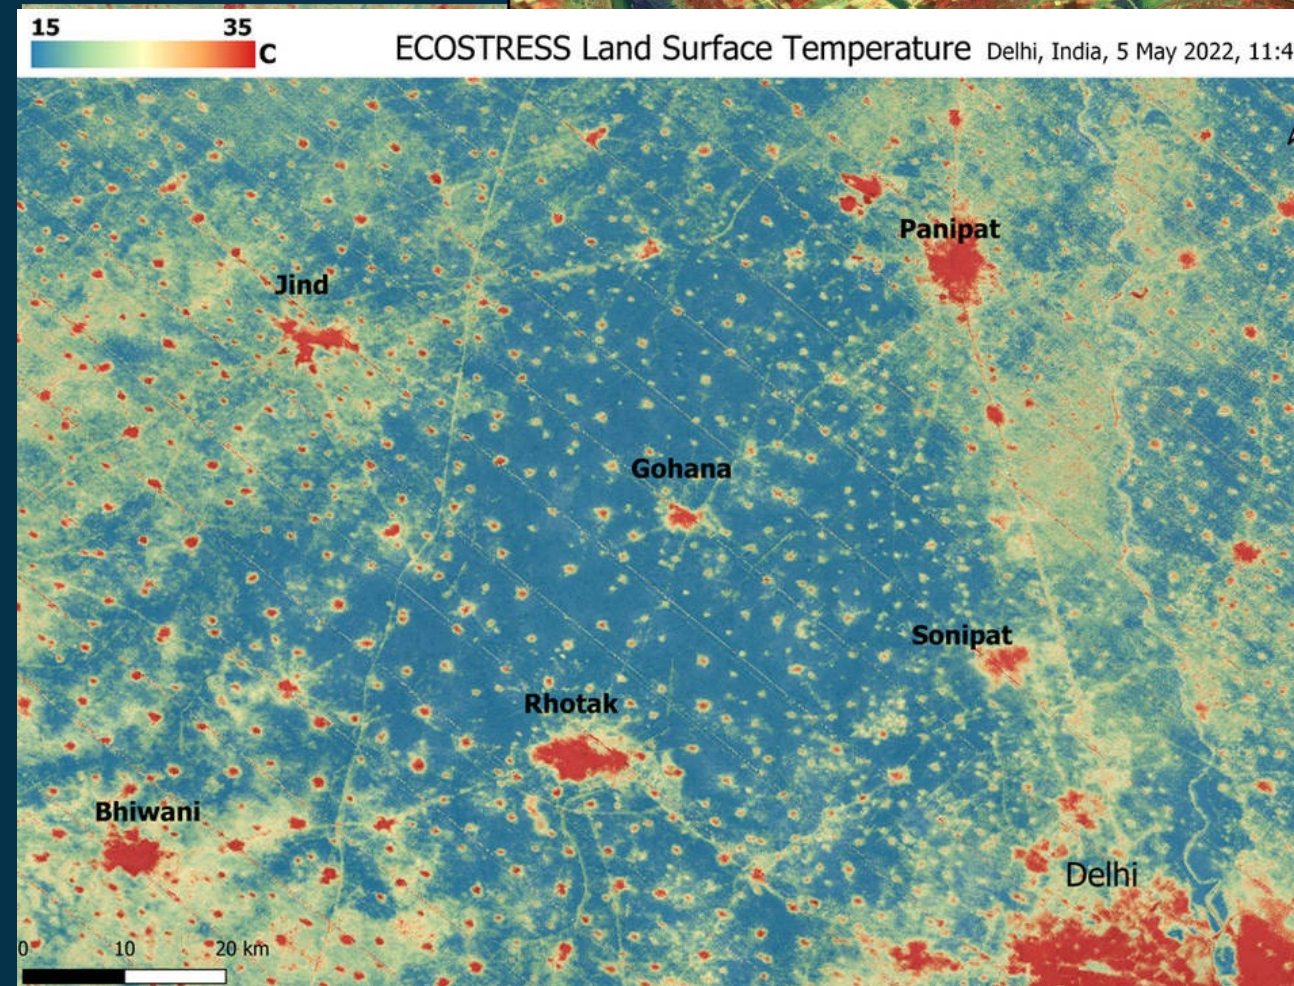 15 35 C
ECOSTRESS Land Surface Temperature Delhi, India, 5 May 2022, 11:4
Panipat
Jind
Gohana
Sonipat
Rhotak
Bhiwani
Delhi
0 10 20 km